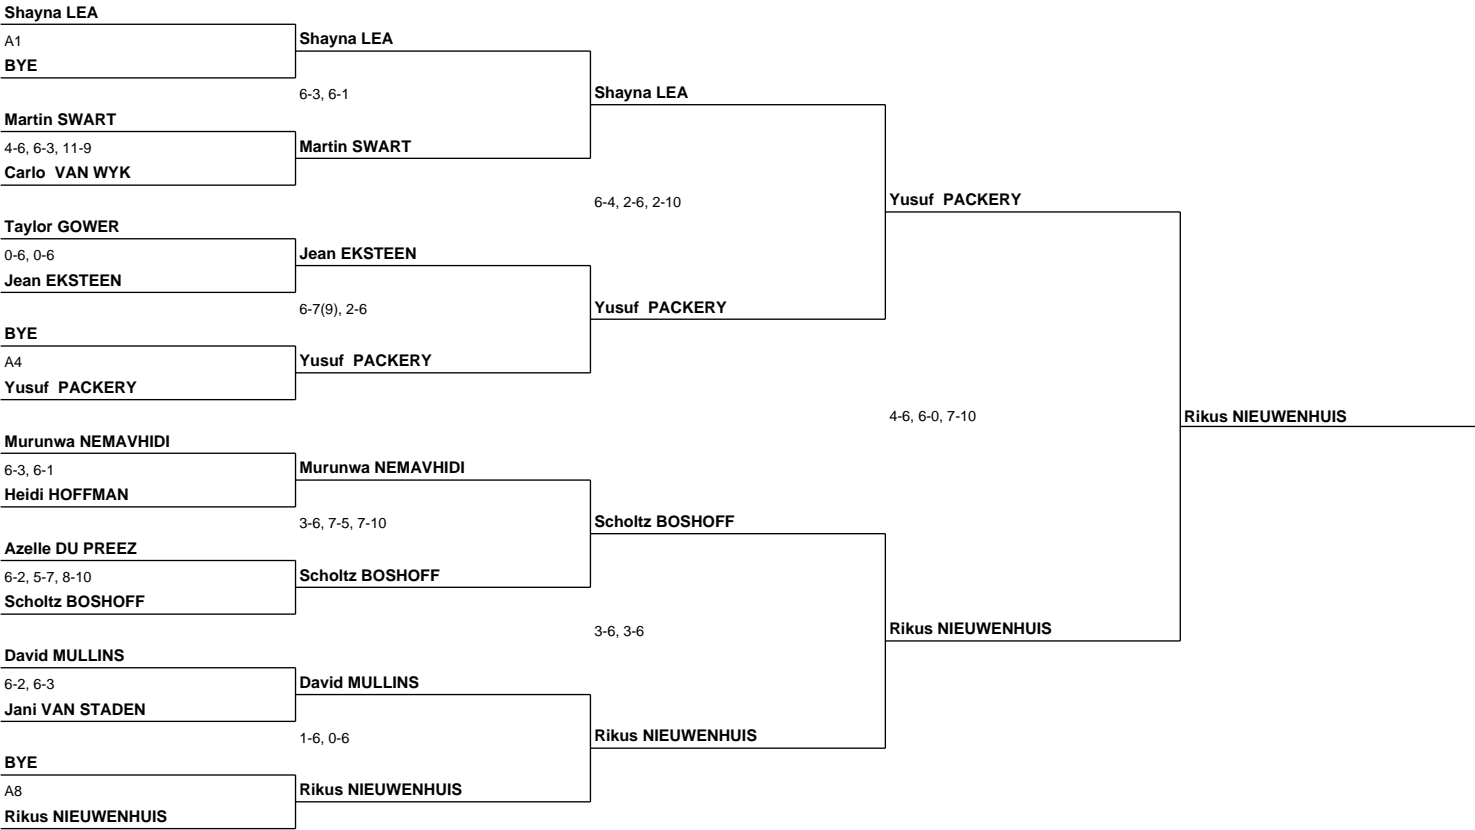 Shayna LEA
A1
BYE
Martin SWART
4-6, 6-3, 11-9
Carlo  VAN WYK
Taylor GOWER
0-6, 0-6
Jean EKSTEEN
BYE
A4
Yusuf  PACKERY
Murunwa NEMAVHIDI
6-3, 6-1
Heidi HOFFMAN
Azelle DU PREEZ
6-2, 5-7, 8-10
Scholtz BOSHOFF
David MULLINS
6-2, 6-3
Jani VAN STADEN
BYE
A8
Rikus NIEUWENHUIS
Shayna LEA
6-3, 6-1
Martin SWART
Jean EKSTEEN
6-7(9), 2-6
Yusuf  PACKERY
Murunwa NEMAVHIDI
3-6, 7-5, 7-10
Scholtz BOSHOFF
David MULLINS
1-6, 0-6
Rikus NIEUWENHUIS
Shayna LEA
6-4, 2-6, 2-10
Yusuf  PACKERY
Scholtz BOSHOFF
3-6, 3-6
Rikus NIEUWENHUIS
Yusuf  PACKERY
4-6, 6-0, 7-10
Rikus NIEUWENHUIS
Rikus NIEUWENHUIS